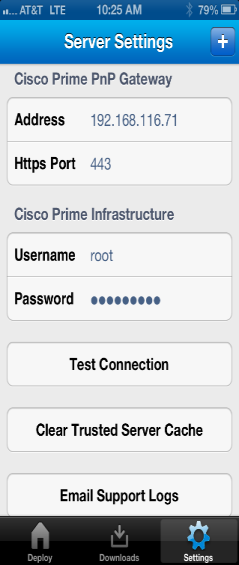 ... AT&T LTE 10:25 AM 79%
Server Settings +
Cisco Prime PnP Gateway
Address 192.168.116.71
Https Port 443
Cisco Prime Infrastructure
Username root
Password ●●●●●●●●●
Test Connection
Clear Trusted Server Cache
Email Support Logs
Deploy Downloads Settings